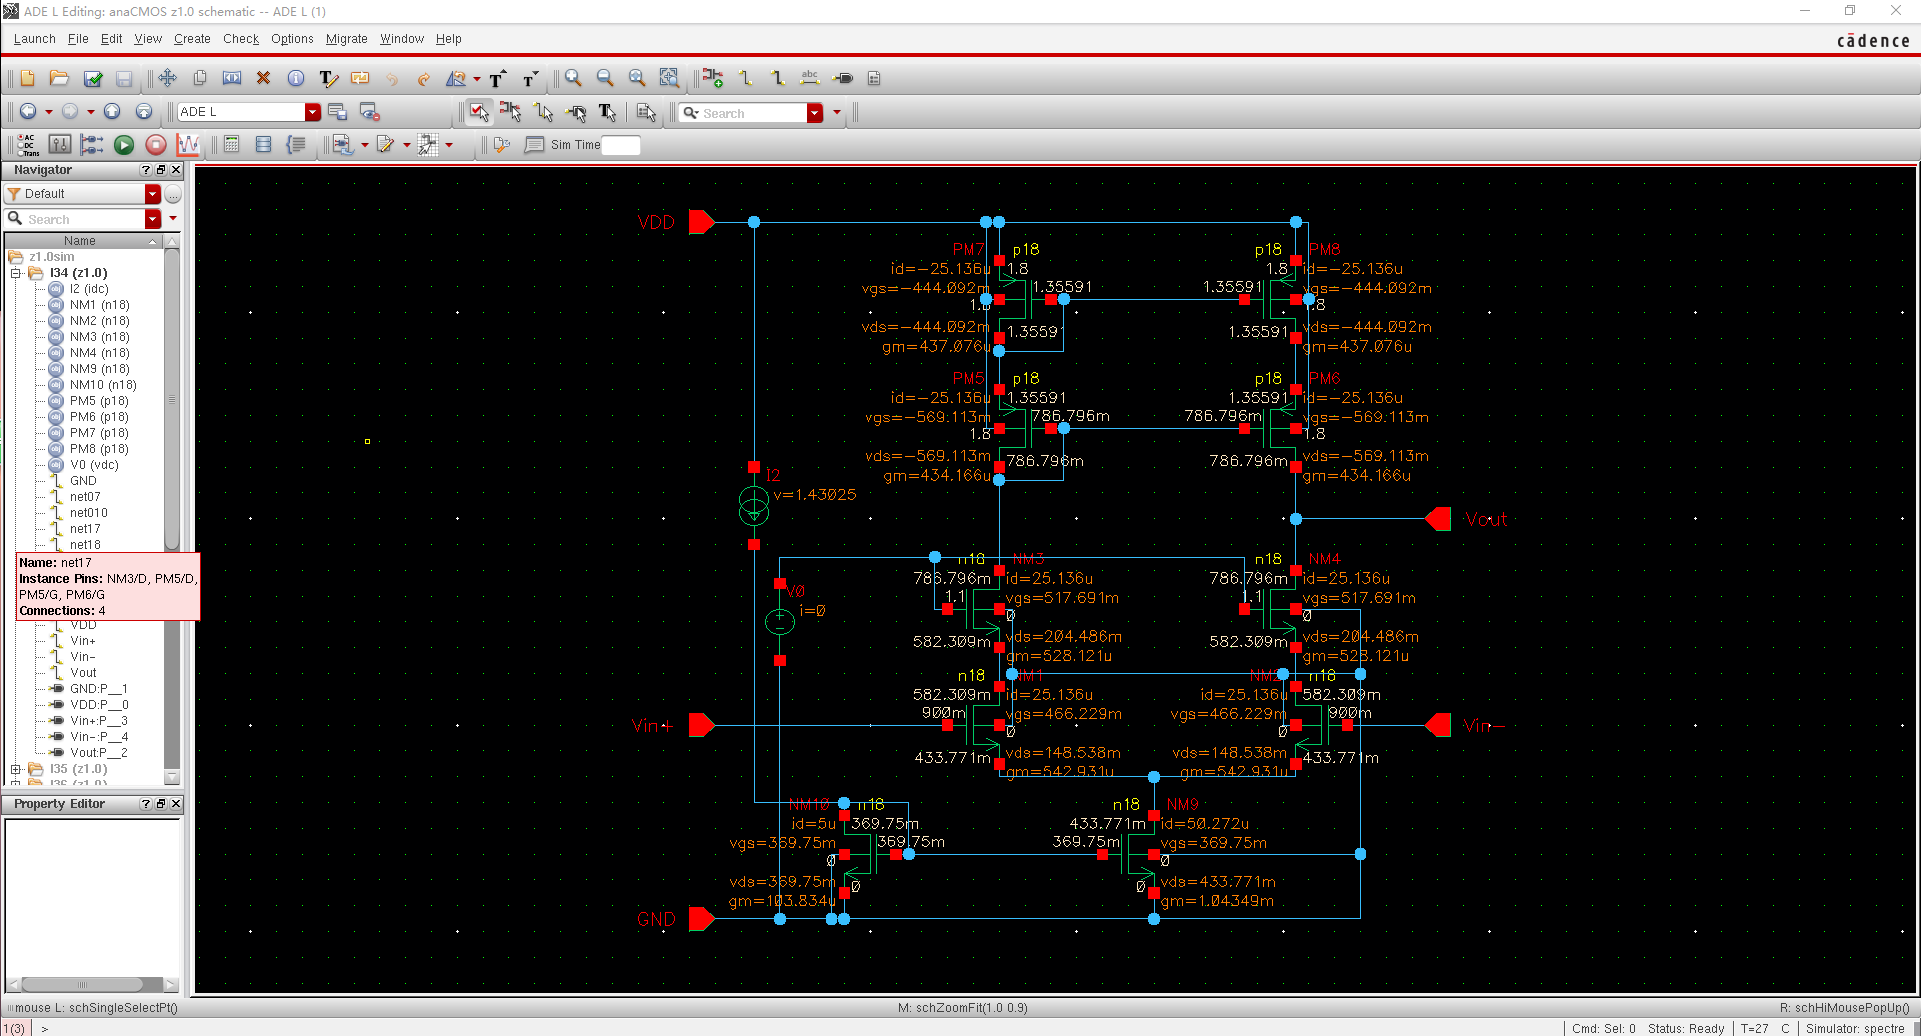 ADE L Editing: anaCMOS z1.0 schematic -- ADE L (1)
Launch File Edit View Create Check Options Migrate Window Help
cādence
ADE L
Search
AC
DC
Trans
Sim Time
Navigator
Default
Search
Name
z1.0sim
I34 (z1.0)
I2 (idc)
NM1 (n18)
NM2 (n18)
NM3 (n18)
NM4 (n18)
NM9 (n18)
NM10 (n18)
PM5 (p18)
PM6 (p18)
PM7 (p18)
PM8 (p18)
V0 (vdc)
GND
net07
net010
net17
net18
Name: net17
Instance Pins: NM3/D, PM5/D,
PM5/G, PM6/G
Connections: 4
VDD
Vin+
Vin-
Vout
GND:P__1
VDD:P__0
Vin+:P__3
Vin-:P__4
Vout:P__2
I35 (z1.0)
I36 (z1.0)
Property Editor
VDD
PM7 p18
id=-25.136u 1.8
vgs=-444.092m 1.35591
1.8
vds=-444.092m 1.35591
gm=437.076u
p18 PM8
1.8 id=-25.136u
1.35591 vgs=-444.092m
1.8
vds=-444.092m
1.35591 gm=437.076u
PM5 p18
id=-25.136u 1.35591
vgs=-569.113m 786.796m
1.8
vds=-569.113m 786.796m
gm=434.166u
p18 PM6
1.35591 id=-25.136u
786.796m vgs=-569.113m
1.8
vds=-569.113m
786.796m gm=434.166u
I2
v=1.43025
Vout
V0
i=0
n18 NM3
786.796m id=25.136u
1.1 vgs=517.691m
0
582.309m vds=204.486m
gm=528.121u
n18 NM4
786.796m id=25.136u
1.1 vgs=517.691m
0
582.309m vds=204.486m
gm=528.121u
Vin+
n18 NM1
582.309m id=25.136u
900m vgs=466.229m
0
vds=148.538m
433.771m gm=542.931u
NM2 n18
id=25.136u 582.309m
vgs=466.229m 900m
0
vds=148.538m 433.771m
gm=542.931u
Vin-
NM10 n18
id=5u 369.75m
vgs=369.75m 369.75m
0
vds=369.75m 0
gm=103.834u
n18 NM9
433.771m id=50.272u
369.75m vgs=369.75m
0
0 vds=433.771m
gm=1.04349m
GND
mouse L: schSingleSelectPt() M: schZoomFit(1.0 0.9) R: schHiMousePopUp()
1(3) > Cmd: Sel: 0 Status: Ready T=27 C Simulator: spectre